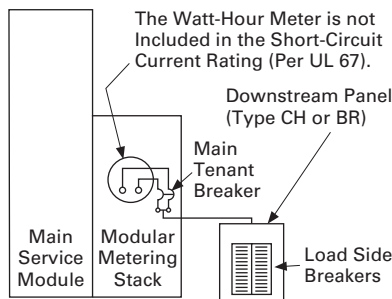 The Watt-Hour Meter is not
Included in the Short-Circuit
Current Rating (Per UL 67).
Downstream Panel
(Type CH or BR)
Main
Tenant
Breaker
Main
Service
Module
Modular
Metering
Stack
Load Side
Breakers